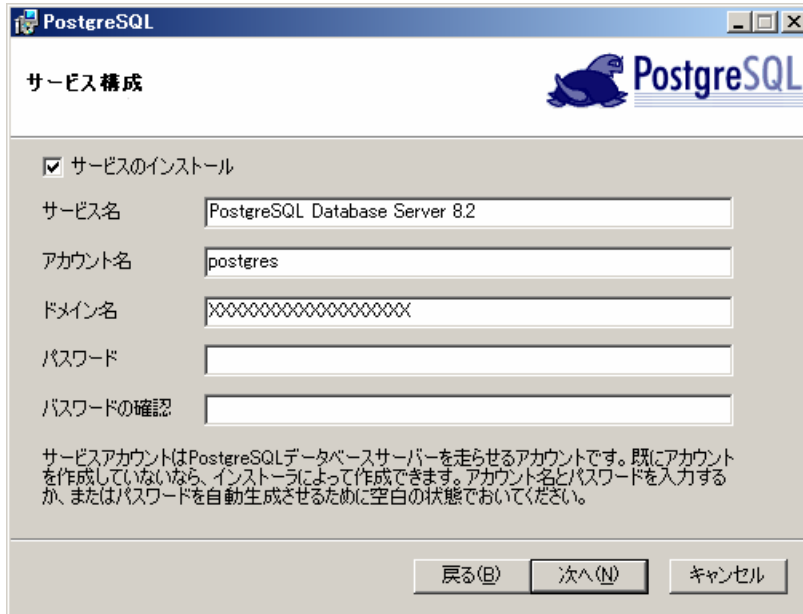 PostgreSQL
サービス構成
PostgreSQL
サービスのインストール
サービス名
PostgreSQL Database Server 8.2
アカウント名
postgres
ドメイン名
XXXXXXXXXXXXXXXXXXX
パスワード
パスワードの確認
サービスアカウントはPostgreSQLデータベースサーバーを走らせるアカウントです。既にアカウント
を作成していないなら、インストーラによって作成できます。アカウント名とパスワードを入力する
か、またはパスワードを自動生成させるために空白の状態でおいてください。
戻る(B)
次へ(N)
キャンセル